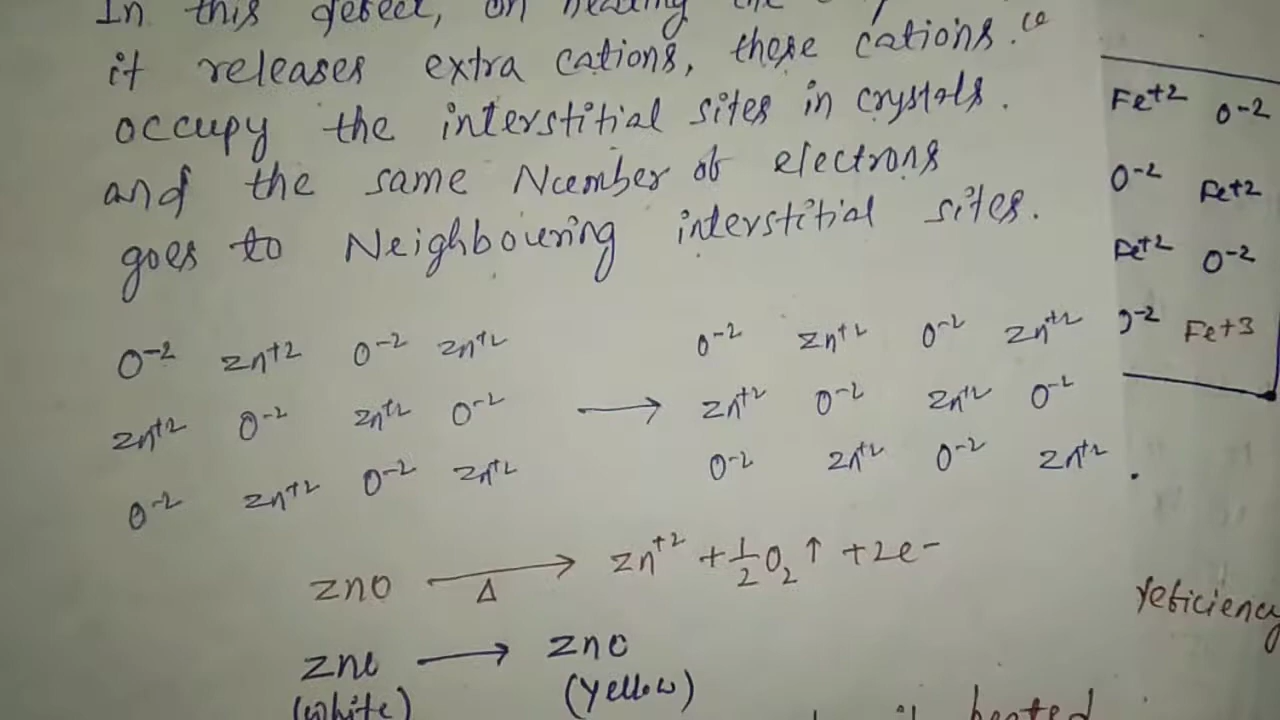 In this defect, on heating the
it releases extra cations, these cations.
occupy the interstitial sites in crystals.
and the same Number of electrons
goes to Neighbouring interstitial sites.
O-2 Zn+2 O-2 Zn+2
Zn+2 O-2 Zn+2 O-2
O-2 Zn+2 O-2 Zn+2
→
O-2 Zn+2 O-2 Zn+2
Zn+2 O-2 Zn+2 O-2
O-2 Zn+2 O-2 Zn+2
ZnO →Δ Zn+2 + 1/2 O2 ↑ + 2e-
ZnO → ZnO
(white) (Yellow)
Fe+2 O-2
O-2 Fe+2
Fe+2 O-2
O-2 Fe+3
heated